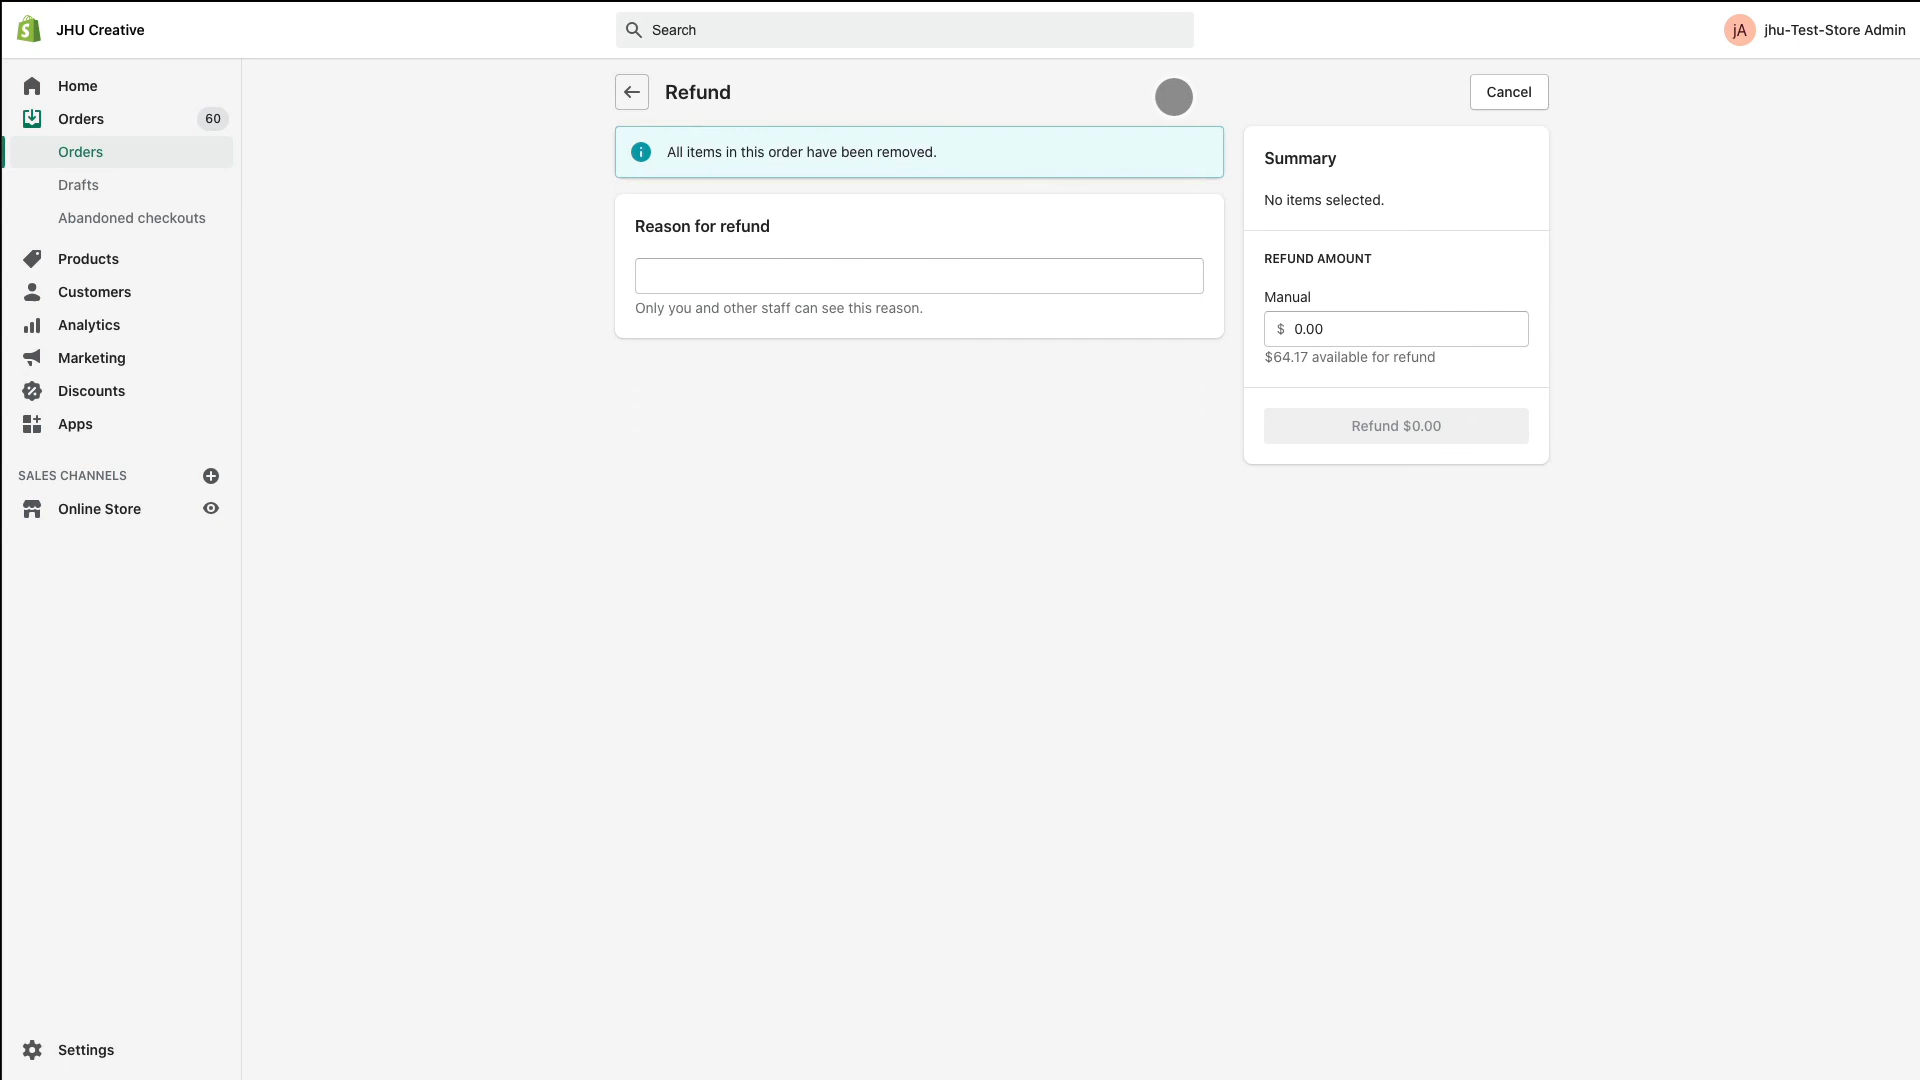 JHU Creative
Search
jA jhu-Test-Store Admin
Home
Orders 60
Orders
Drafts
Abandoned checkouts
Products
Customers
Analytics
Marketing
Discounts
Apps
SALES CHANNELS
Online Store
Settings
Refund
Cancel
All items in this order have been removed.
Reason for refund
Only you and other staff can see this reason.
Summary
No items selected.
REFUND AMOUNT
Manual
$ 0.00
$64.17 available for refund
Refund $0.00